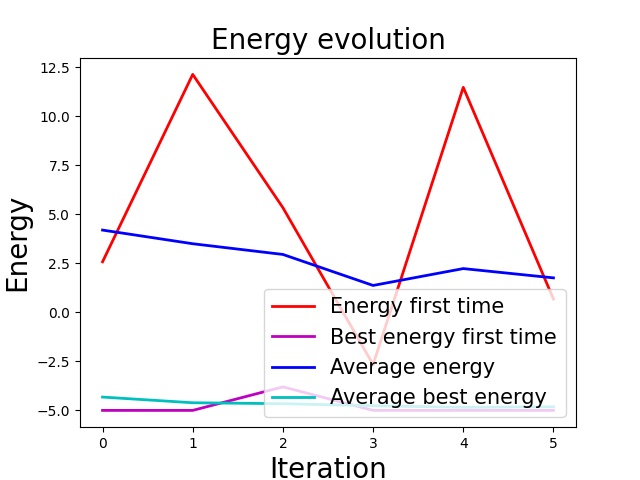 Energy evolution
Energy
12.5
10.0
7.5
5.0
2.5
0.0
−2.5
−5.0
Energy first time
Best energy first time
Average energy
Average best energy
0 1 2 3 4 5
Iteration